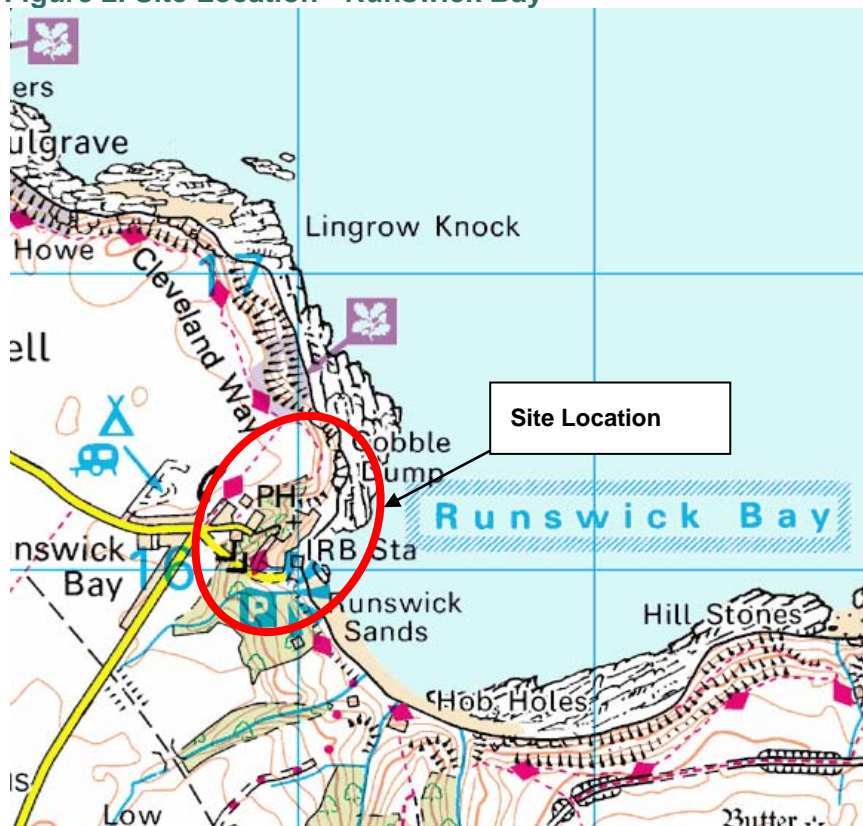 Figure 2: Site Location - Runswick Bay
ers
ulgrave
Howe
Cleveland Way
17
Lingrow Knock
ell
Site Location
Cobble
Dump
PH
Runswick Bay
nswick
Bay
16
IRB Sta
P
Runswick
Sands
Hill Stones
Hob Holes
Low
Butter